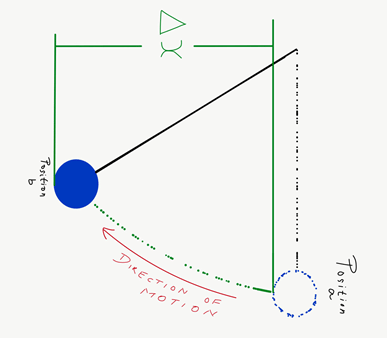 Δx
Position
b
Position
a
DIRECTION OF
MOTION